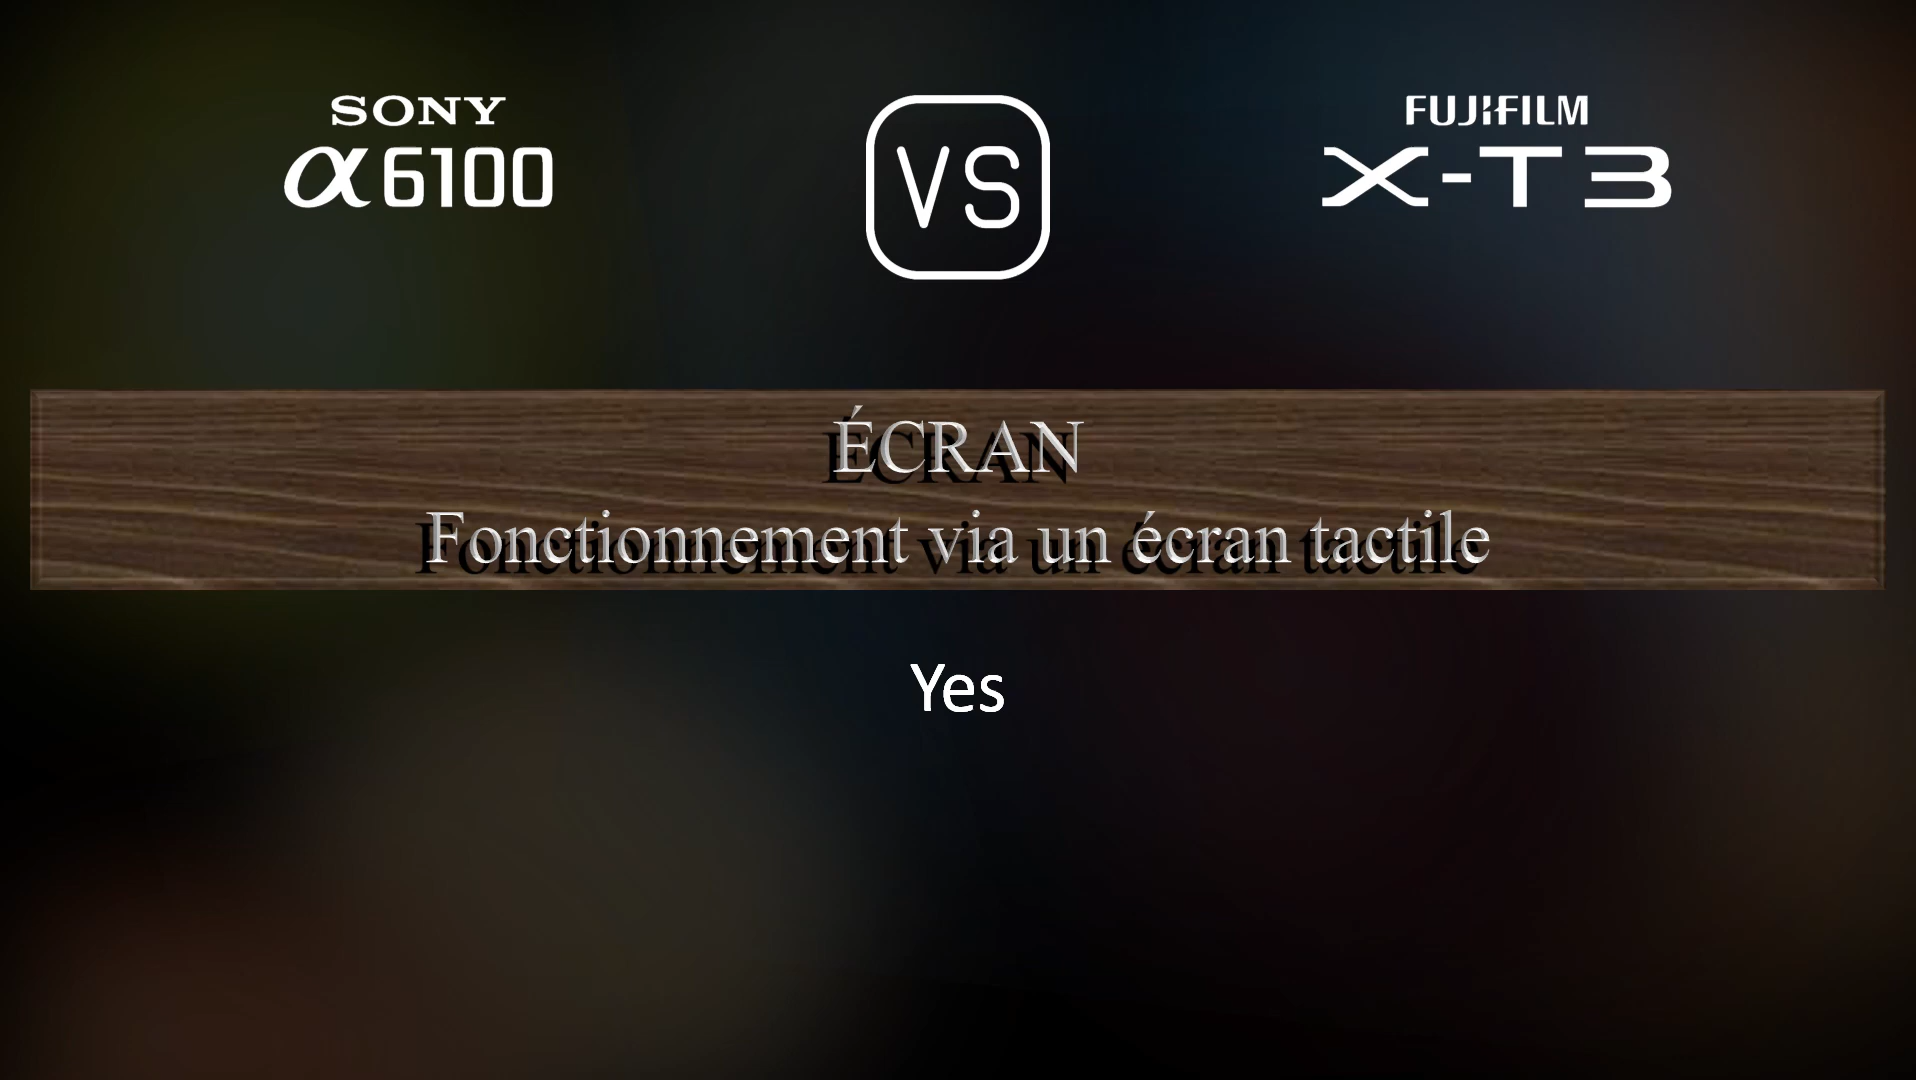 SONY
α6100
VS
FUJIFILM
X-T3
ÉCRAN
Fonctionnement via un écran tactile
Yes